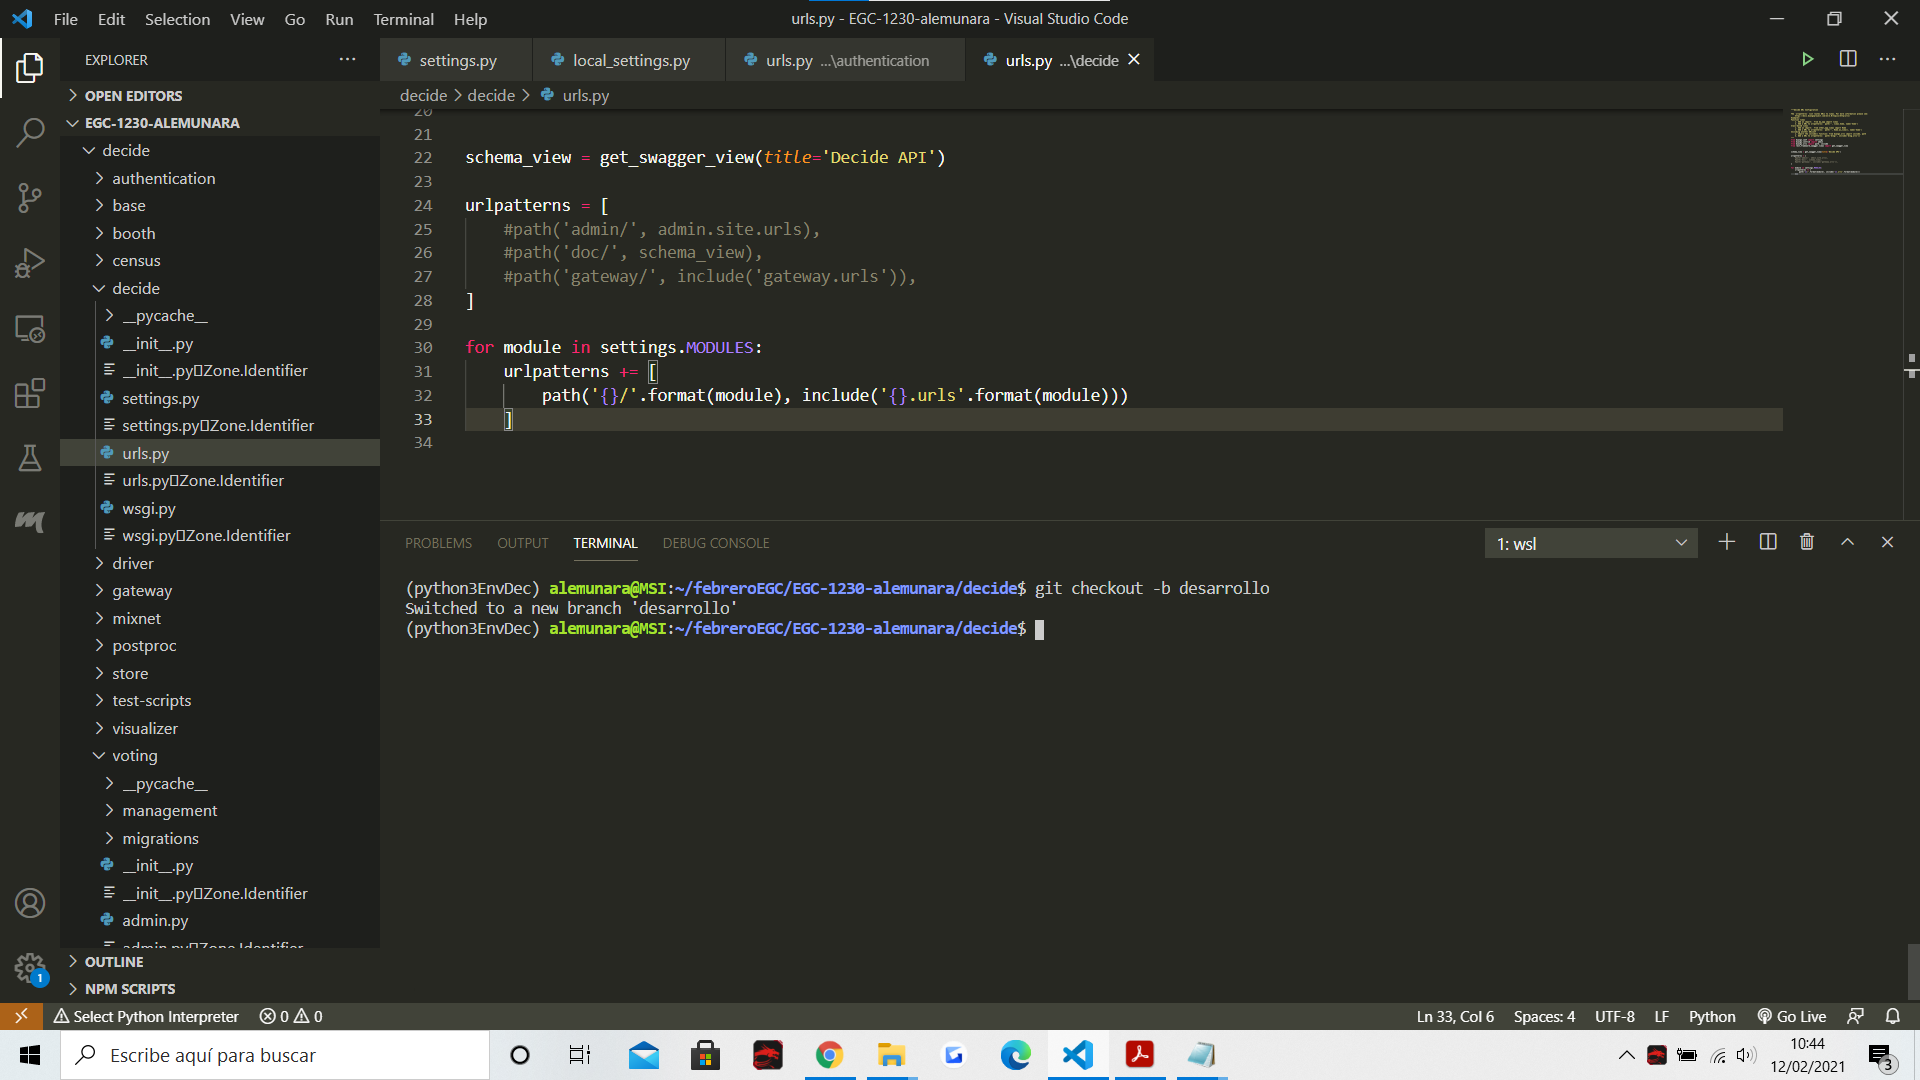 File Edit Selection View Go Run Terminal Help
urls.py - EGC-1230-alemunara - Visual Studio Code
EXPLORER
settings.py
local_settings.py
urls.py ...\authentication
urls.py ...\decide
OPEN EDITORS
EGC-1230-ALEMUNARA
decide
authentication
base
booth
census
decide
__pycache__
__init__.py
__init__.py▯Zone.Identifier
settings.py
settings.py▯Zone.Identifier
urls.py
urls.py▯Zone.Identifier
wsgi.py
wsgi.py▯Zone.Identifier
driver
gateway
mixnet
postproc
store
test-scripts
visualizer
voting
__pycache__
management
migrations
__init__.py
__init__.py▯Zone.Identifier
admin.py
admin.py▯Zone.Identifier
OUTLINE
NPM SCRIPTS
decide > decide > urls.py
20
21
22 schema_view = get_swagger_view(title='Decide API')
23
24 urlpatterns = [
25 #path('admin/', admin.site.urls),
26 #path('doc/', schema_view),
27 #path('gateway/', include('gateway.urls')),
28 ]
29
30 for module in settings.MODULES:
31 urlpatterns += [
32 path('{}/'.format(module), include('{}.urls'.format(module)))
33 ]
34
PROBLEMS OUTPUT TERMINAL DEBUG CONSOLE
1: wsl
(python3EnvDec) alemunara@MSI:~/febreroEGC/EGC-1230-alemunara/decide$ git checkout -b desarrollo
Switched to a new branch 'desarrollo'
(python3EnvDec) alemunara@MSI:~/febreroEGC/EGC-1230-alemunara/decide$
1
Select Python Interpreter 0 0
Ln 33, Col 6 Spaces: 4 UTF-8 LF Python Go Live
Escribe aquí para buscar
10:44
12/02/2021
3